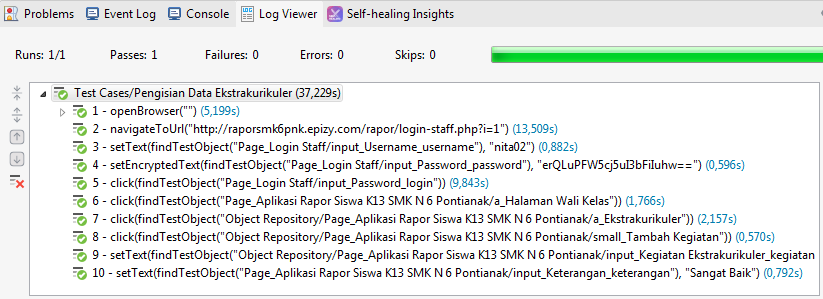 Problems Event Log Console Log Viewer Self-healing Insights
Runs: 1/1 Passes: 1 Failures: 0 Errors: 0 Skips: 0
Test Cases/Pengisian Data Ekstrakurikuler (37,229s)
1 - openBrowser("") (5,199s)
2 - navigateToUrl("http://raporsmk6pnk.epizy.com/rapor/login-staff.php?i=1") (13,509s)
3 - setText(findTestObject("Page_Login Staff/input_Username_username"), "nita02") (0,882s)
4 - setEncryptedText(findTestObject("Page_Login Staff/input_Password_password"), "erQLuPFW5cj5uI3bFiIuhw==") (0,596s)
5 - click(findTestObject("Page_Login Staff/input_Password_login")) (9,843s)
6 - click(findTestObject("Page_Aplikasi Rapor Siswa K13 SMK N 6 Pontianak/a_Halaman Wali Kelas")) (1,766s)
7 - click(findTestObject("Object Repository/Page_Aplikasi Rapor Siswa K13 SMK N 6 Pontianak/a_Ekstrakurikuler")) (2,157s)
8 - click(findTestObject("Object Repository/Page_Aplikasi Rapor Siswa K13 SMK N 6 Pontianak/small_Tambah Kegiatan")) (0,570s)
9 - setText(findTestObject("Object Repository/Page_Aplikasi Rapor Siswa K13 SMK N 6 Pontianak/input_Kegiatan Ekstrakurikuler_kegiatan
10 - setText(findTestObject("Page_Aplikasi Rapor Siswa K13 SMK N 6 Pontianak/input_Keterangan_keterangan"), "Sangat Baik") (0,792s)